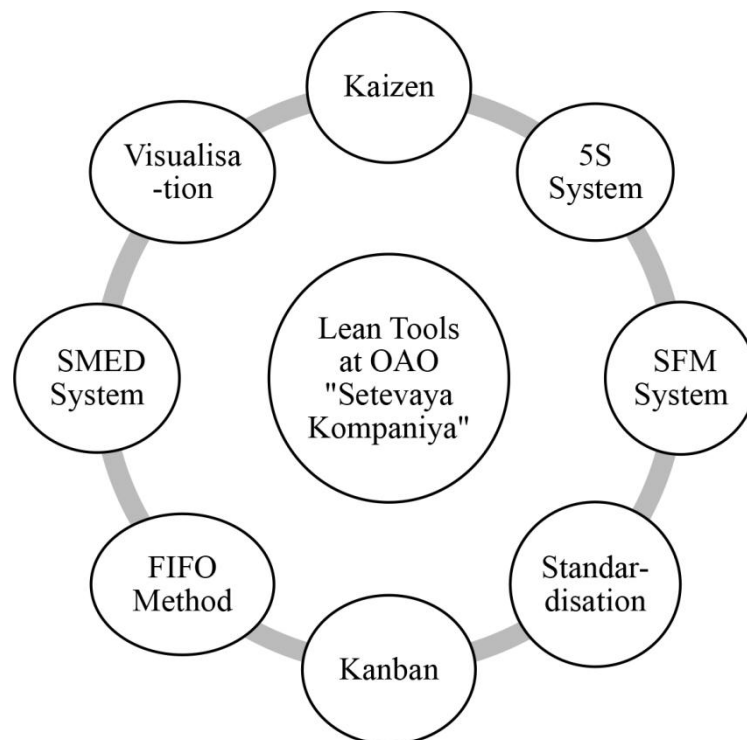 Kaizen
5S
System
SFM
System
Standar-
disation
Kanban
FIFO
Method
SMED
System
Visualisa
-tion
Lean Tools
at OAO
"Setevaya
Kompaniya"